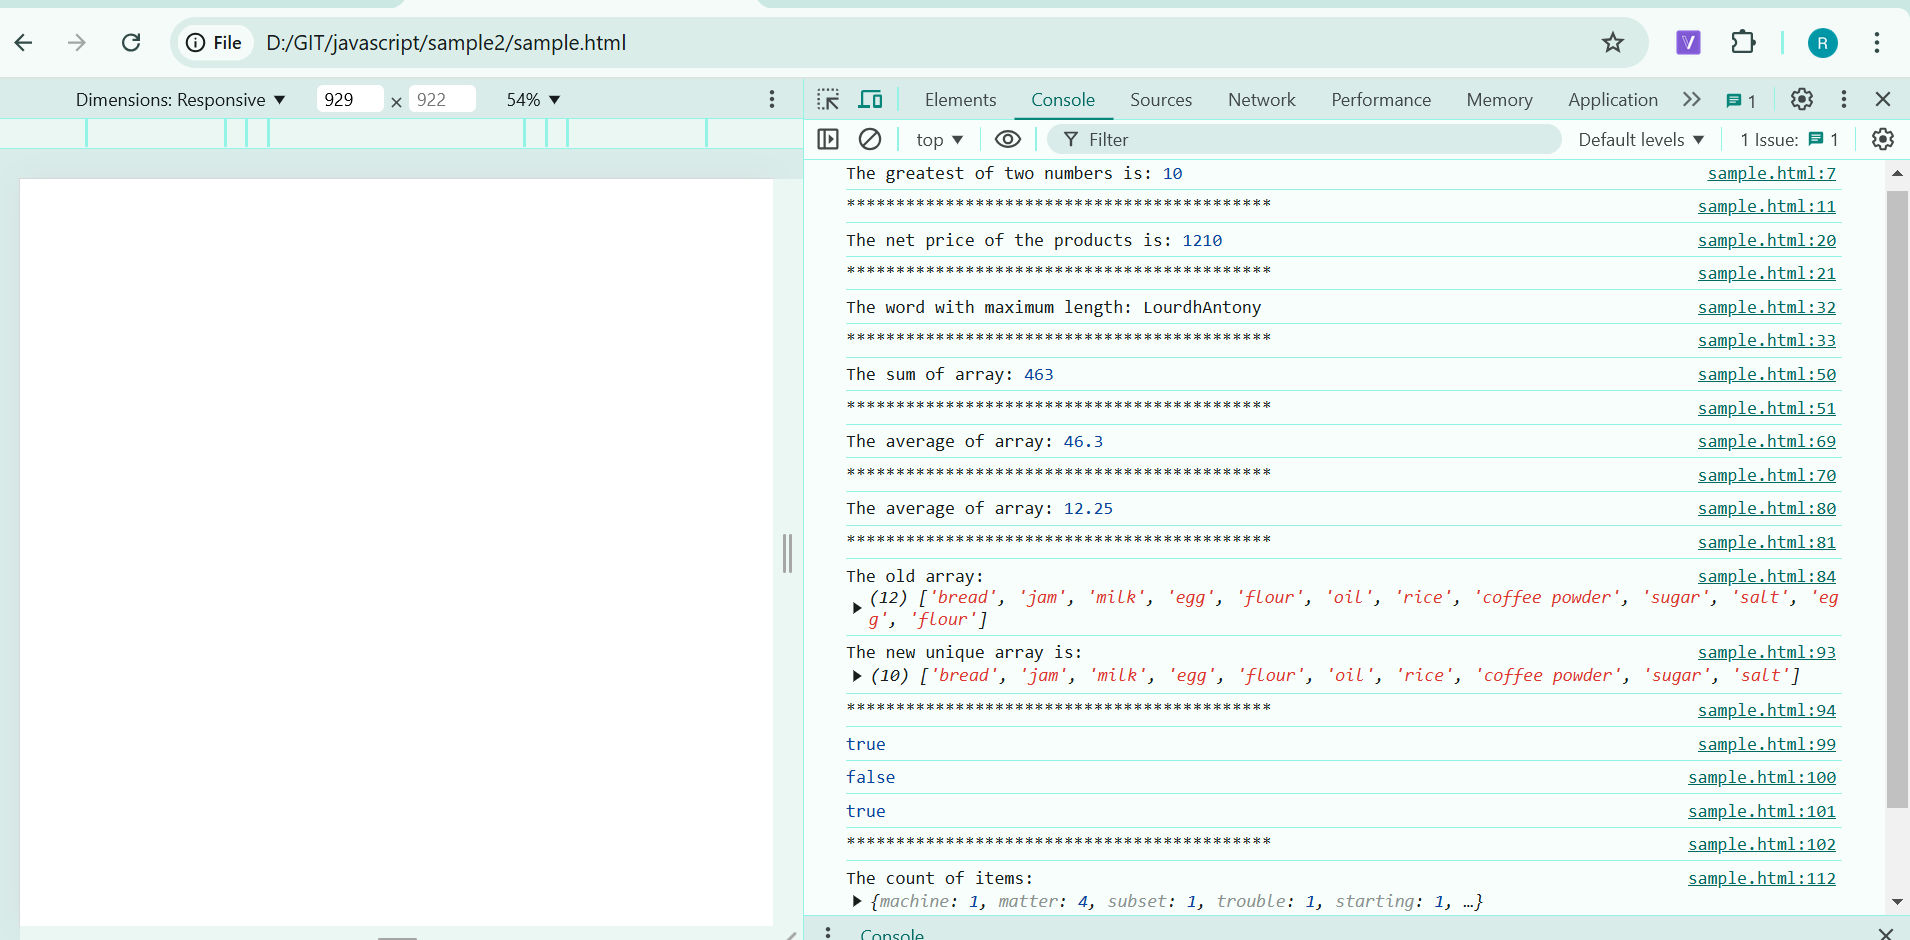 File D:/GIT/javascript/sample2/sample.html
R
Dimensions: Responsive ▼ 929 × 922 54% ▼
Elements Console Sources Network Performance Memory Application 1
top ▼ Filter Default levels ▼ 1 Issue: 1
The greatest of two numbers is: 10 sample.html:7
******************************************* sample.html:11
The net price of the products is: 1210 sample.html:20
******************************************* sample.html:21
The word with maximum length: LourdhAntony sample.html:32
******************************************* sample.html:33
The sum of array: 463 sample.html:50
******************************************* sample.html:51
The average of array: 46.3 sample.html:69
******************************************* sample.html:70
The average of array: 12.25 sample.html:80
******************************************* sample.html:81
The old array: sample.html:84
(12) ['bread', 'jam', 'milk', 'egg', 'flour', 'oil', 'rice', 'coffee powder', 'sugar', 'salt', 'eg
g', 'flour']
The new unique array is: sample.html:93
(10) ['bread', 'jam', 'milk', 'egg', 'flour', 'oil', 'rice', 'coffee powder', 'sugar', 'salt']
******************************************* sample.html:94
true sample.html:99
false sample.html:100
true sample.html:101
******************************************* sample.html:102
The count of items: sample.html:112
{machine: 1, matter: 4, subset: 1, trouble: 1, starting: 1, …}
Console